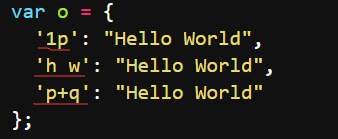 var o = {
'1p': "Hello World",
'h w': "Hello World",
'p+q': "Hello World"
};